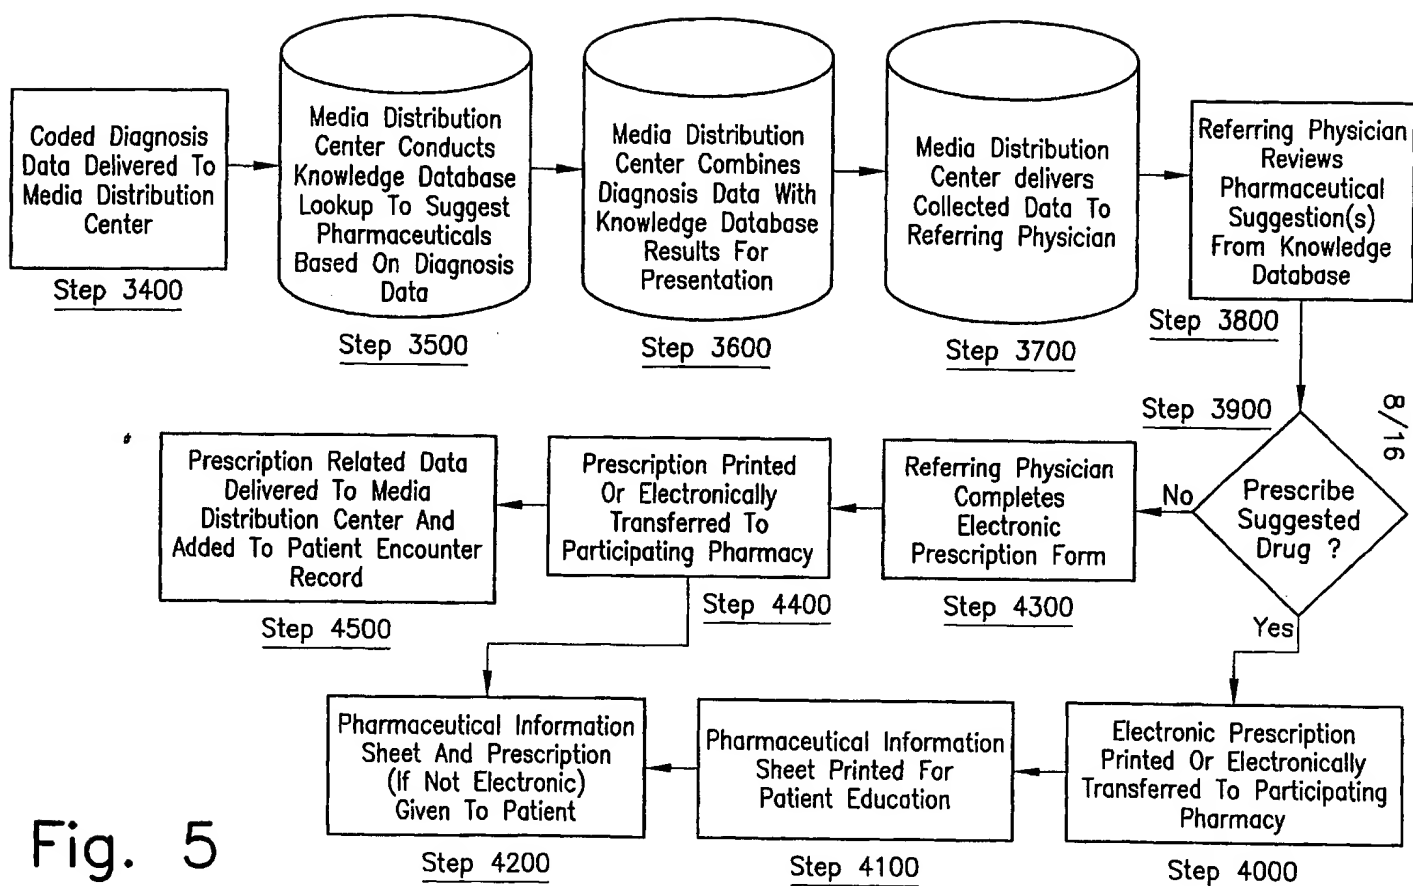 Coded Diagnosis
Data Delivered To
Media Distribution
Center
Step 3400
Media Distribution
Center Conducts
Knowledge Database
Lookup To Suggest
Pharmaceuticals
Based On Diagnosis
Data
Step 3500
Media Distribution
Center Combines
Diagnosis Data With
Knowledge Database
Results For
Presentation
Step 3600
Media Distribution
Center delivers
Collected Data To
Referring Physician
Step 3700
Referring Physician
Reviews
Pharmaceutical
Suggestion(s)
From Knowledge
Database
Step 3800
Step 3900
8/16
Prescribe
Suggested
Drug ?
No
Yes
Referring Physician
Completes
Electronic
Prescription Form
Step 4300
Prescription Printed
Or Electronically
Transferred To
Participating Pharmacy
Step 4400
Prescription Related Data
Delivered To Media
Distribution Center And
Added To Patient Encounter
Record
Step 4500
Electronic Prescription
Printed Or Electronically
Transferred To Participating
Pharmacy
Step 4000
Pharmaceutical Information
Sheet Printed For
Patient Education
Step 4100
Pharmaceutical Information
Sheet And Prescription
(If Not Electronic)
Given To Patient
Step 4200
Fig. 5